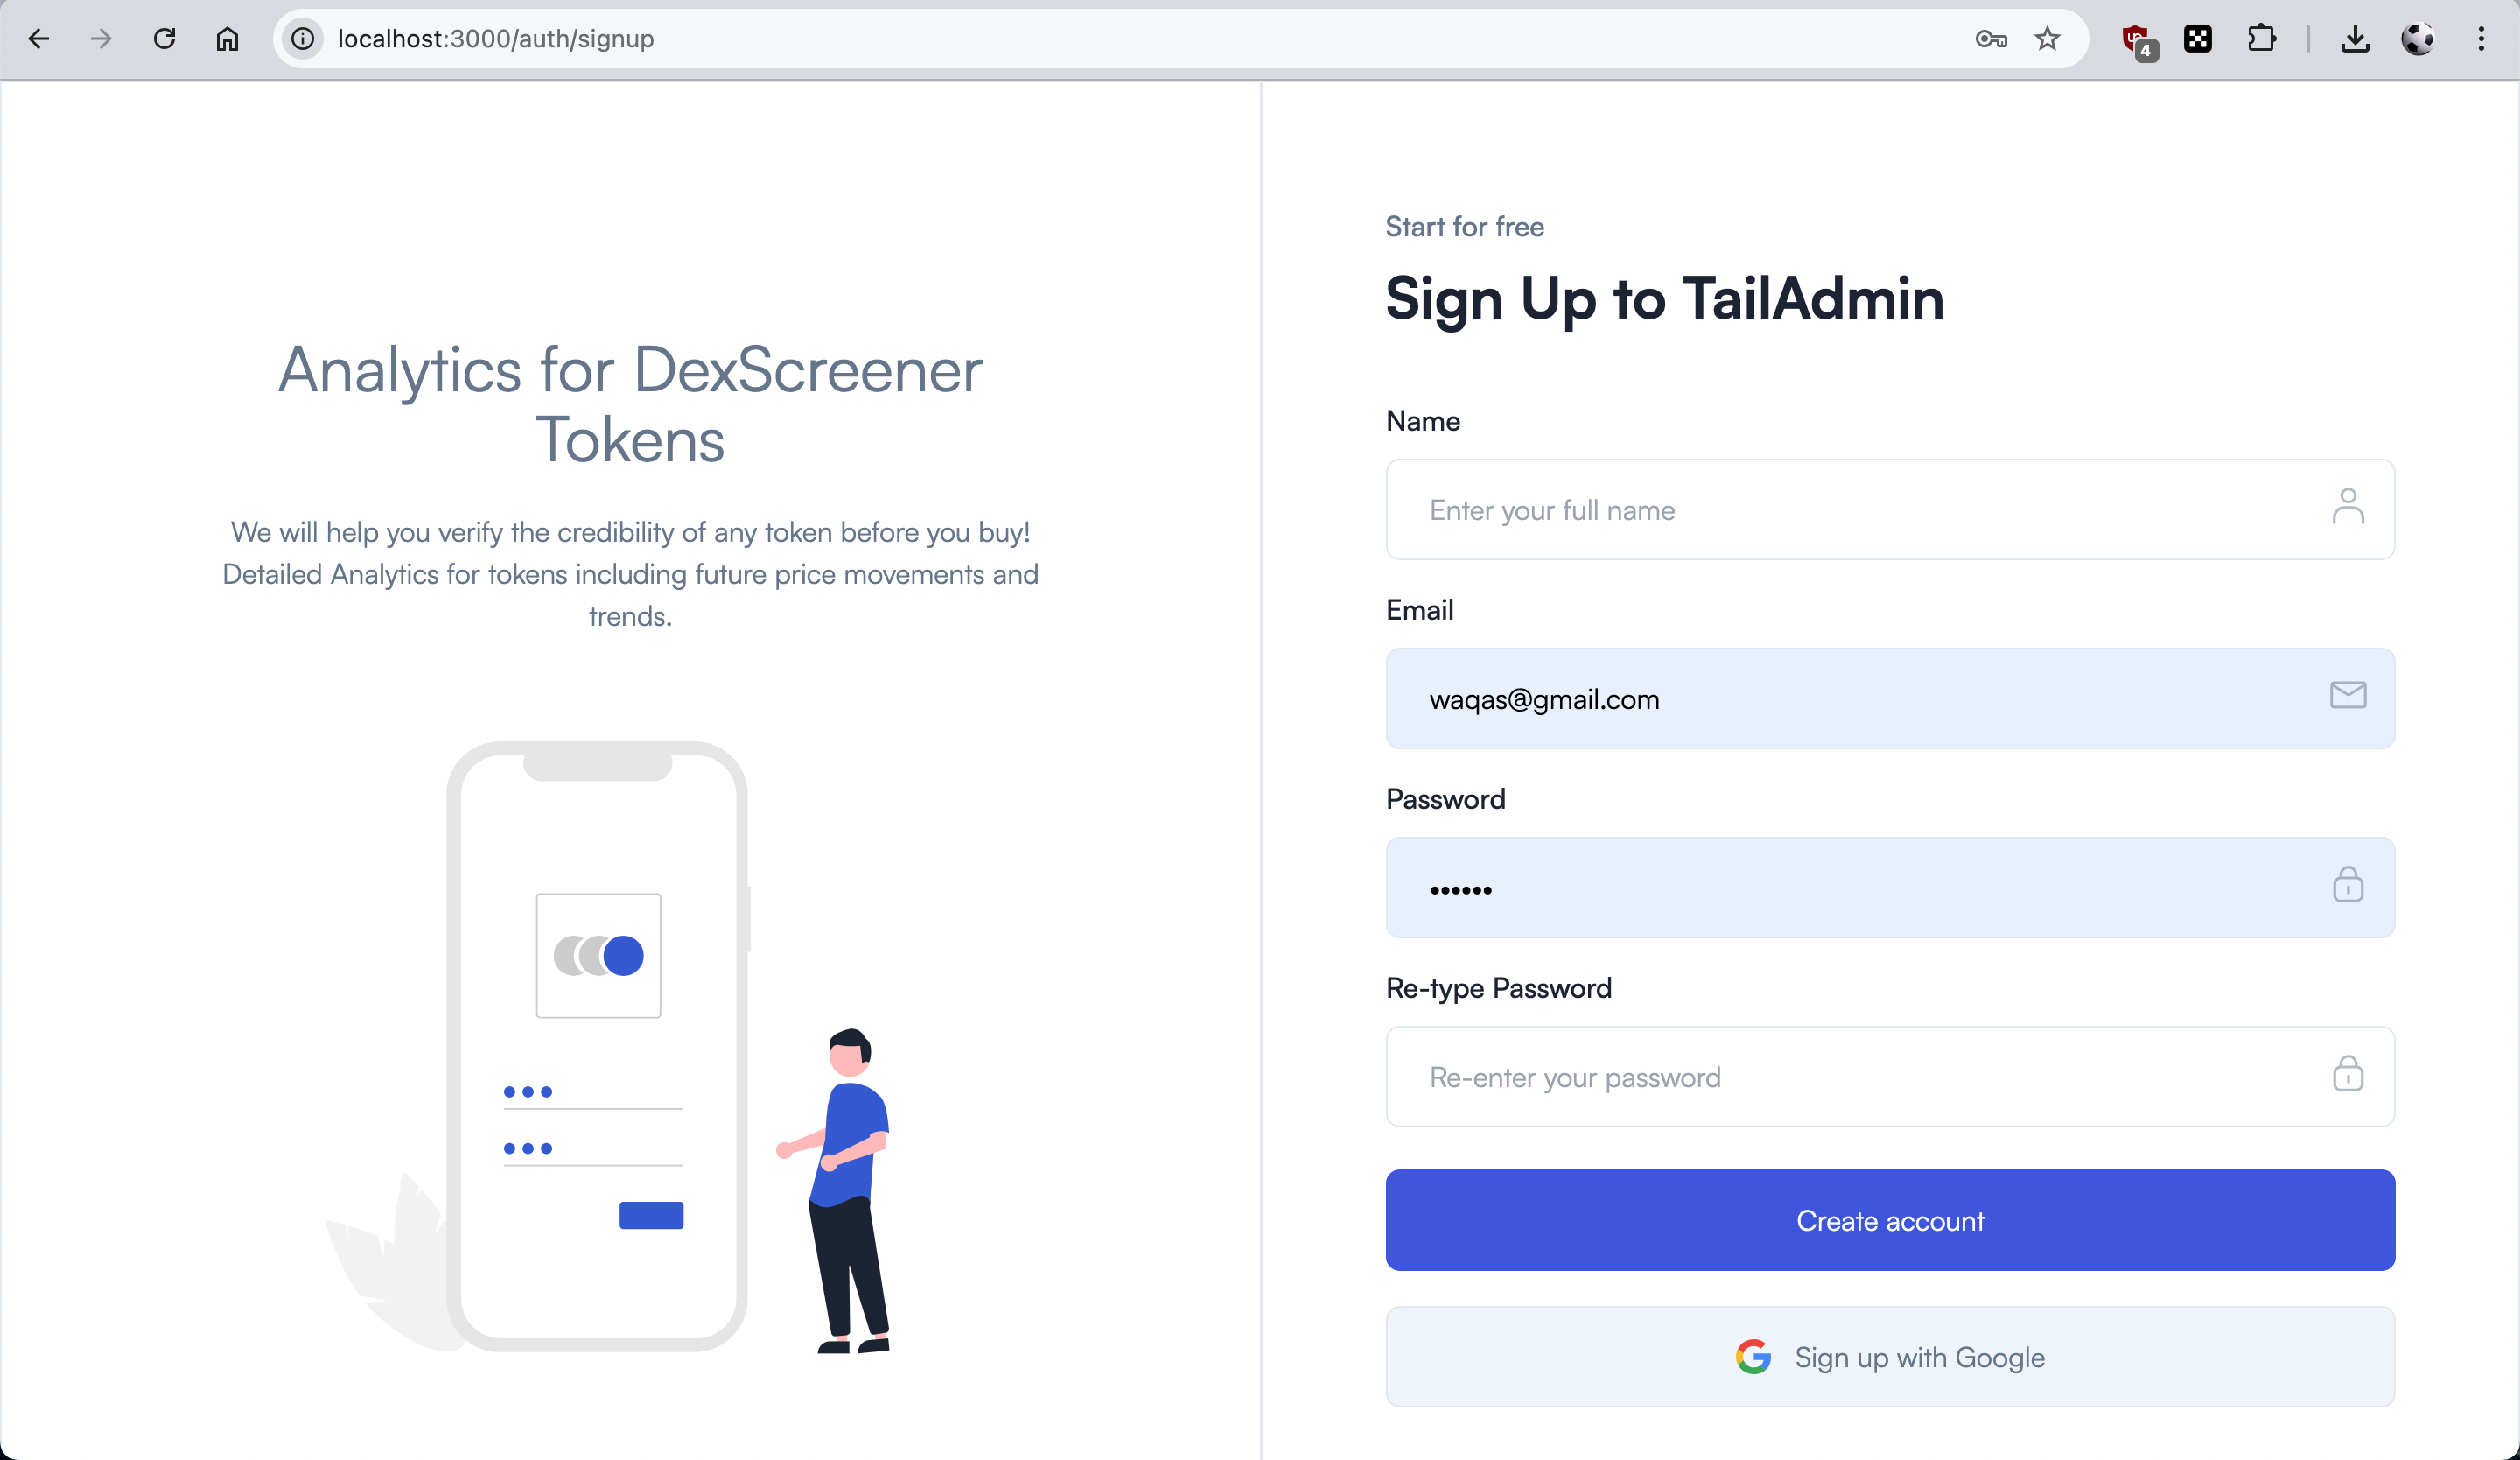 localhost:3000/auth/signup
4
Analytics for DexScreener
Tokens
We will help you verify the credibility of any token before you buy!
Detailed Analytics for tokens including future price movements and
trends.
Start for free
Sign Up to TailAdmin
Name
Enter your full name
Email
waqas@gmail.com
Password
••••••
Re-type Password
Re-enter your password
Create account
Sign up with Google